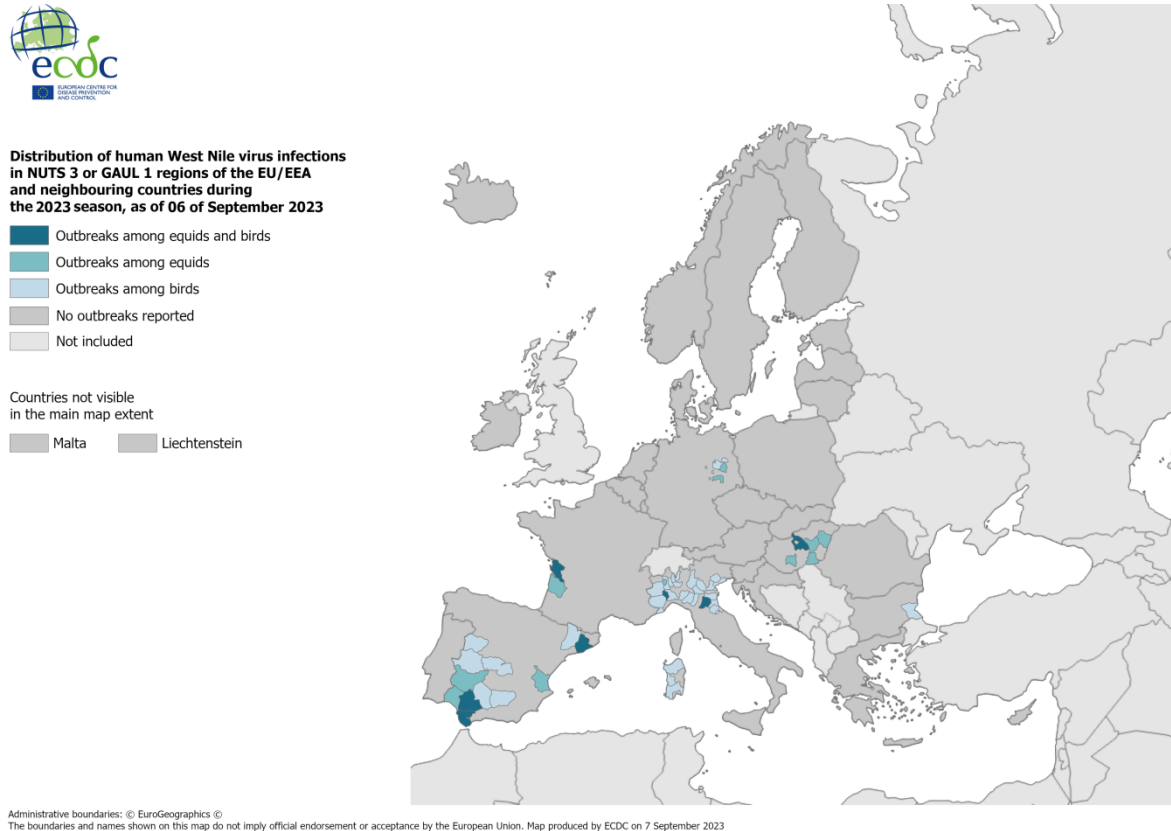 ecdc
EUROPEAN CENTRE FOR
DISEASE PREVENTION
AND CONTROL
Distribution of human West Nile virus infections
in NUTS 3 or GAUL 1 regions of the EU/EEA
and neighbouring countries during
the 2023 season, as of 06 of September 2023
Outbreaks among equids and birds
Outbreaks among equids
Outbreaks among birds
No outbreaks reported
Not included
Countries not visible
in the main map extent
Malta Liechtenstein
Administrative boundaries: © EuroGeographics ©
The boundaries and names shown on this map do not imply official endorsement or acceptance by the European Union. Map produced by ECDC on 7 September 2023